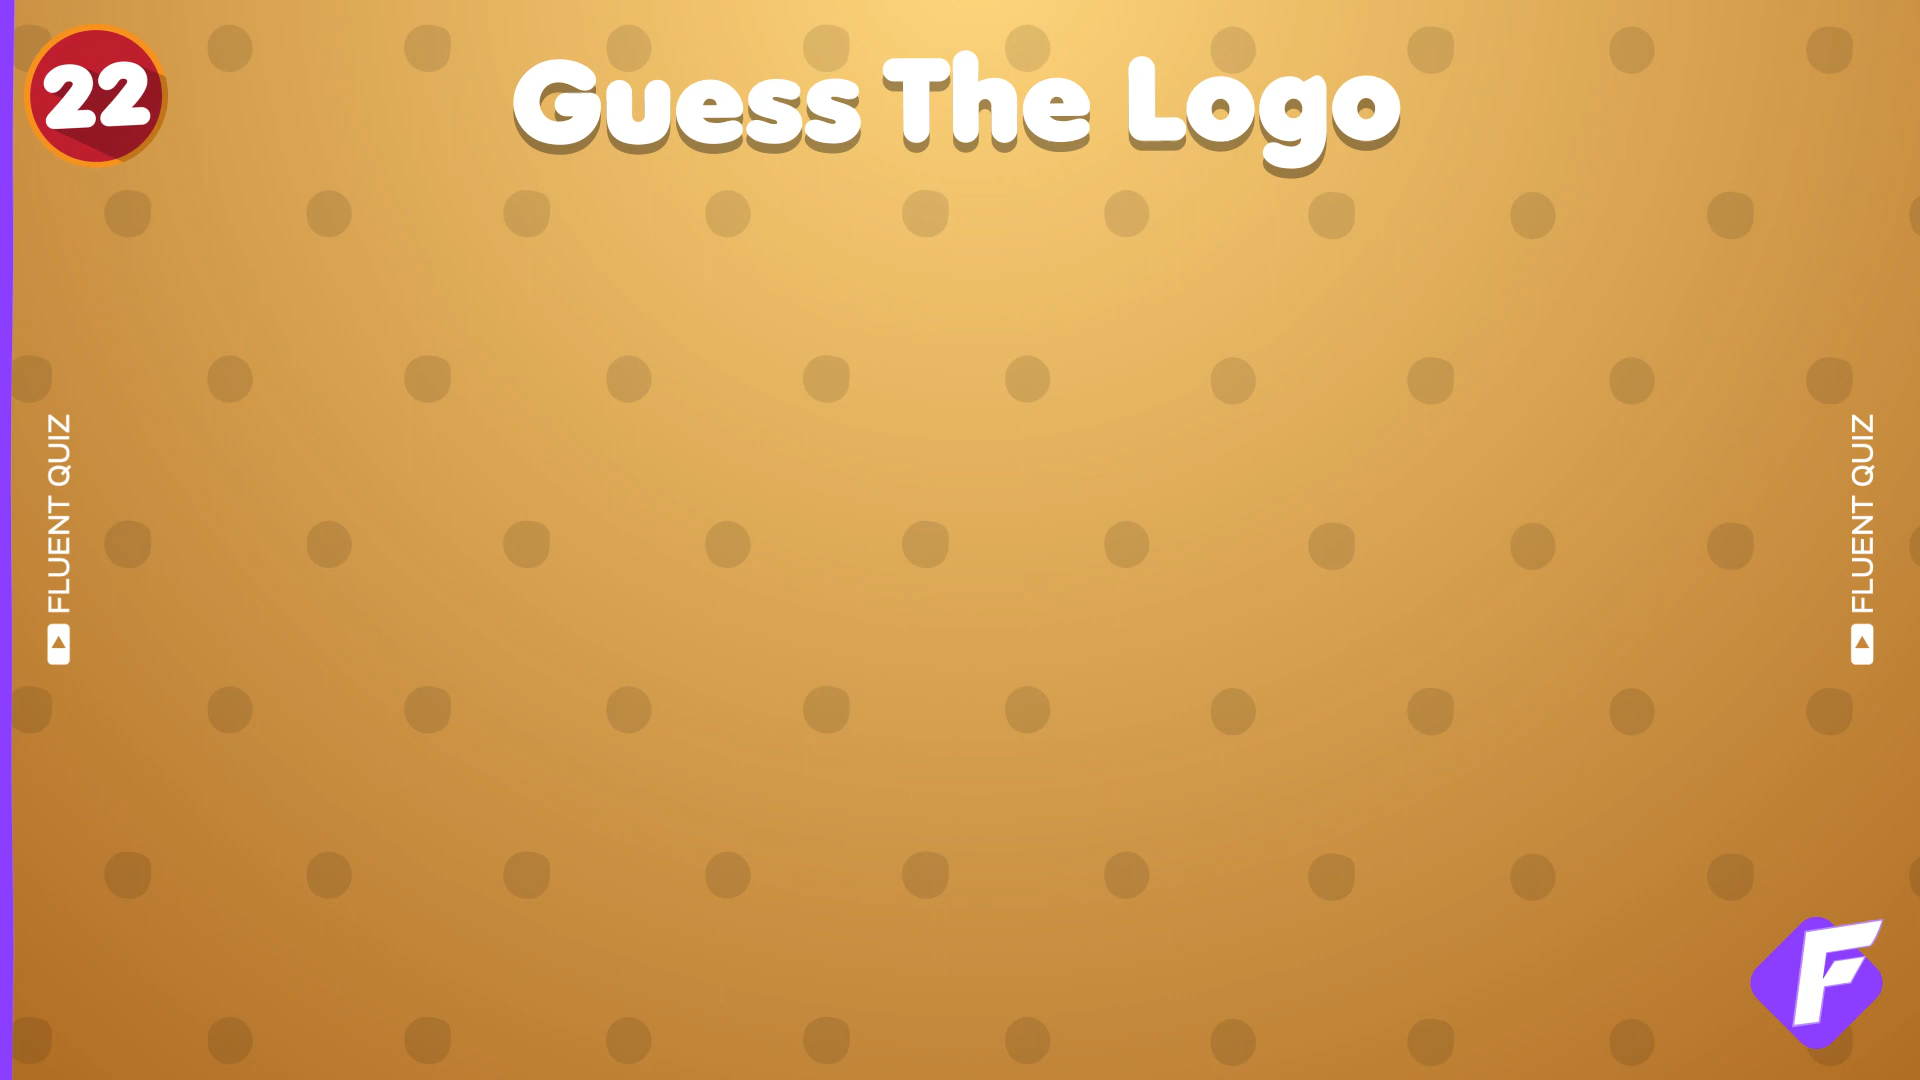 22
Guess The Logo
FLUENT QUIZ
FLUENT QUIZ
F